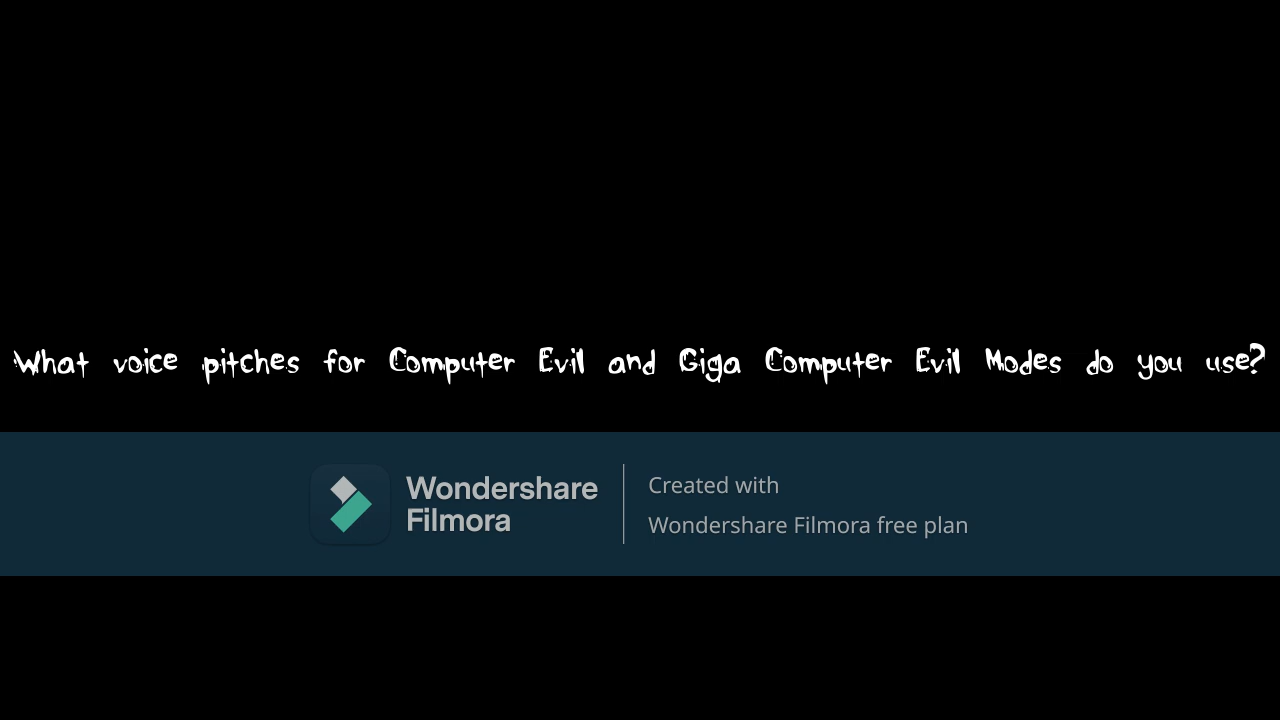 What voice pitches for Computer Evil and Giga Computer Evil Modes do you use?
Wondershare
Filmora
Created with
Wondershare Filmora free plan